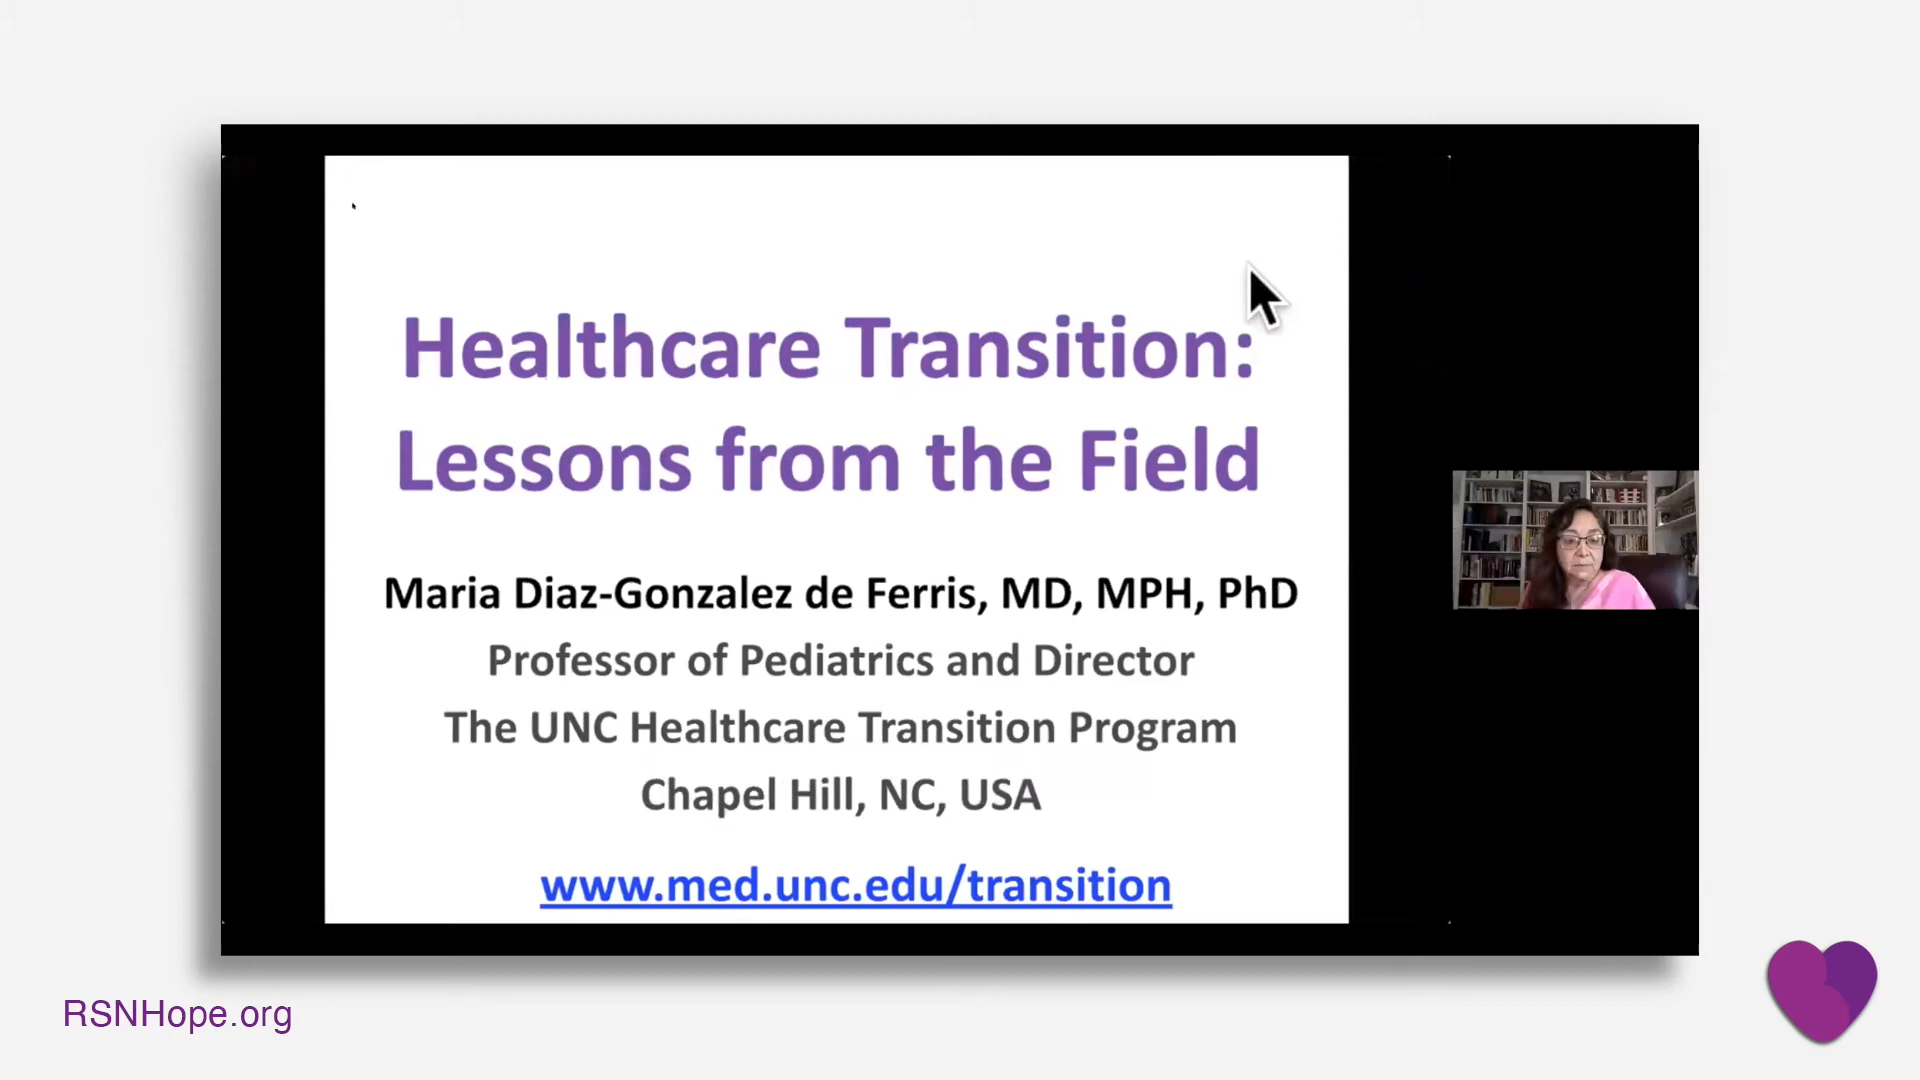 Healthcare Transition:
Lessons from the Field
Maria Diaz-Gonzalez de Ferris, MD, MPH, PhD
Professor of Pediatrics and Director
The UNC Healthcare Transition Program
Chapel Hill, NC, USA
www.med.unc.edu/transition
RSNHope.org